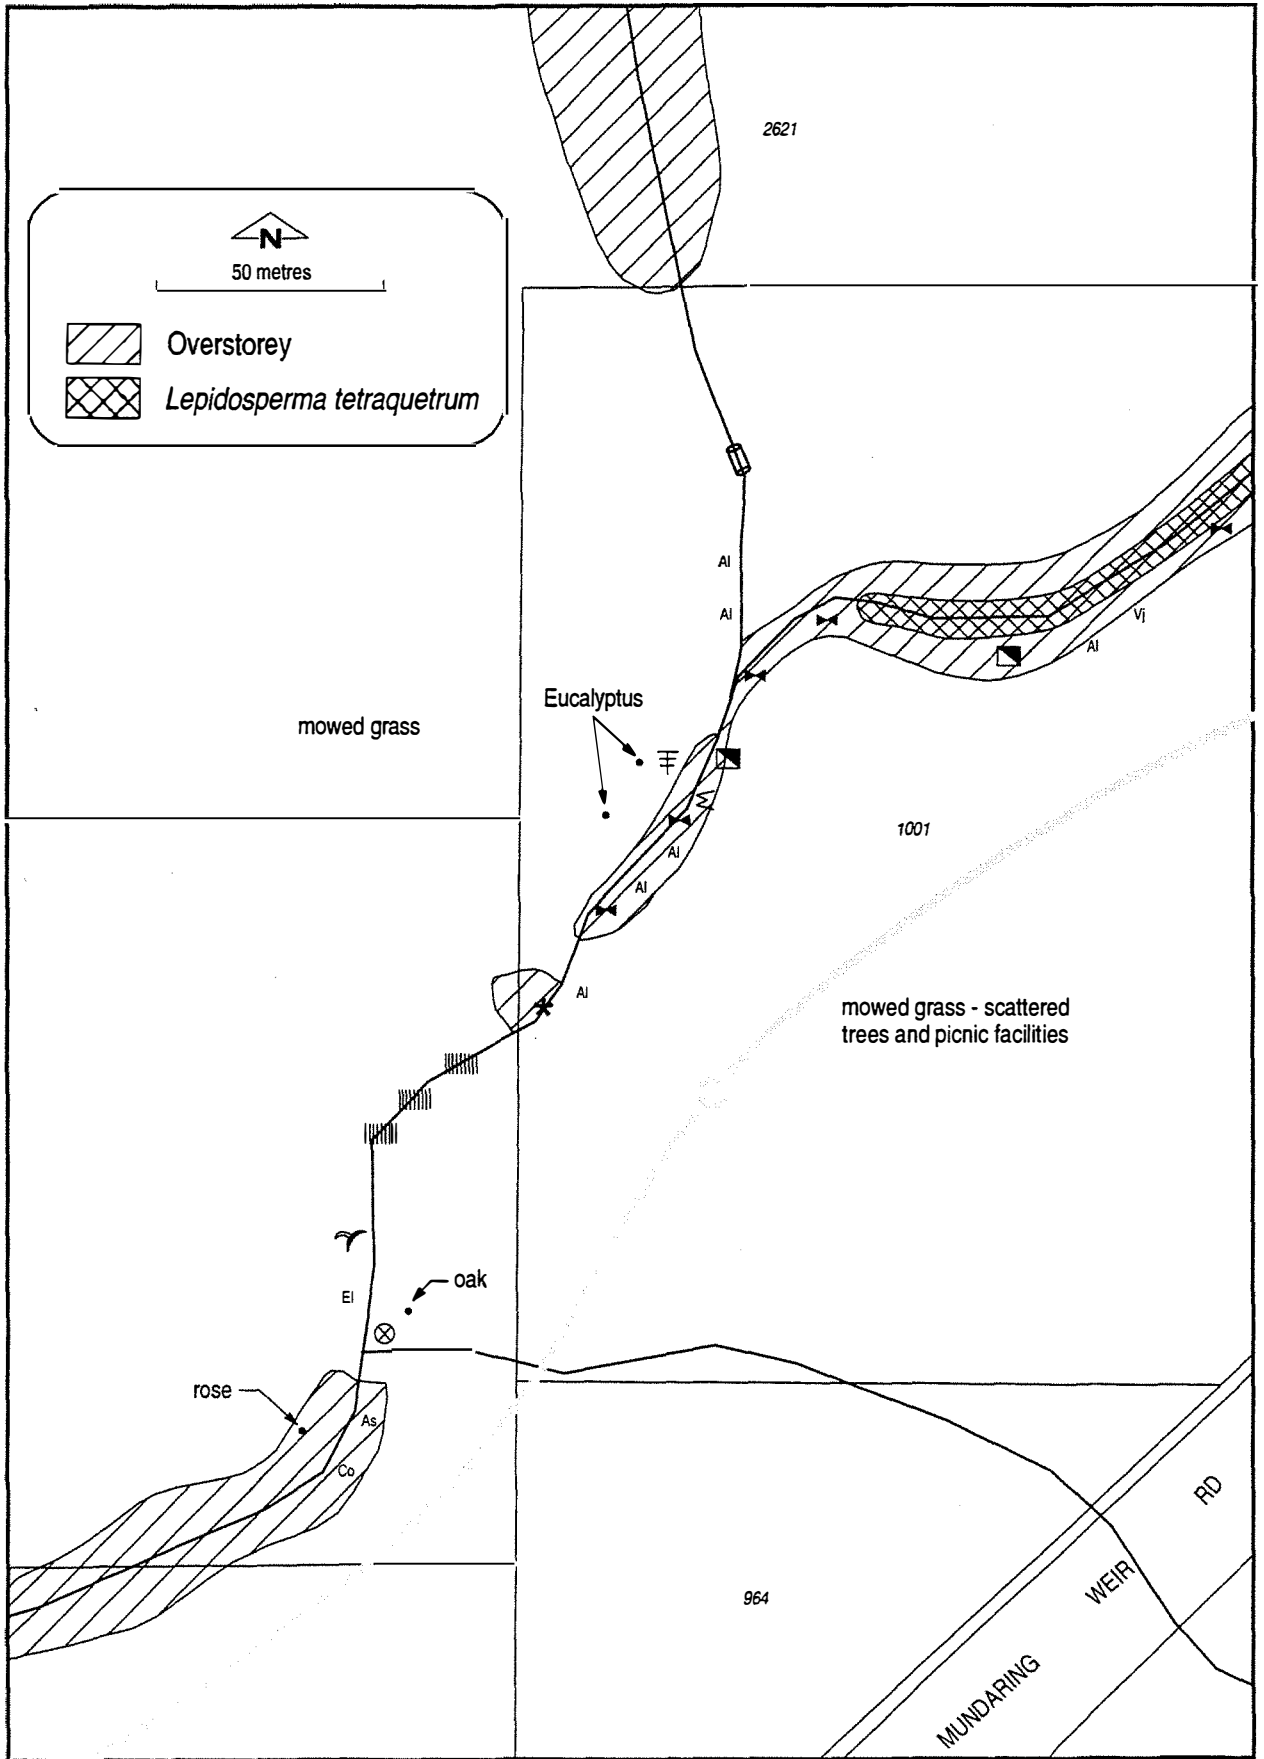 2621
N
50 metres
Overstorey
Lepidosperma tetraquetrum
Al
Al
Vj
Al
Eucalyptus
mowed grass
W
1001
Al
Al
Al
mowed grass - scattered
trees and picnic facilities
oak
El
rose
As
Co
964
MUNDARING WEIR RD